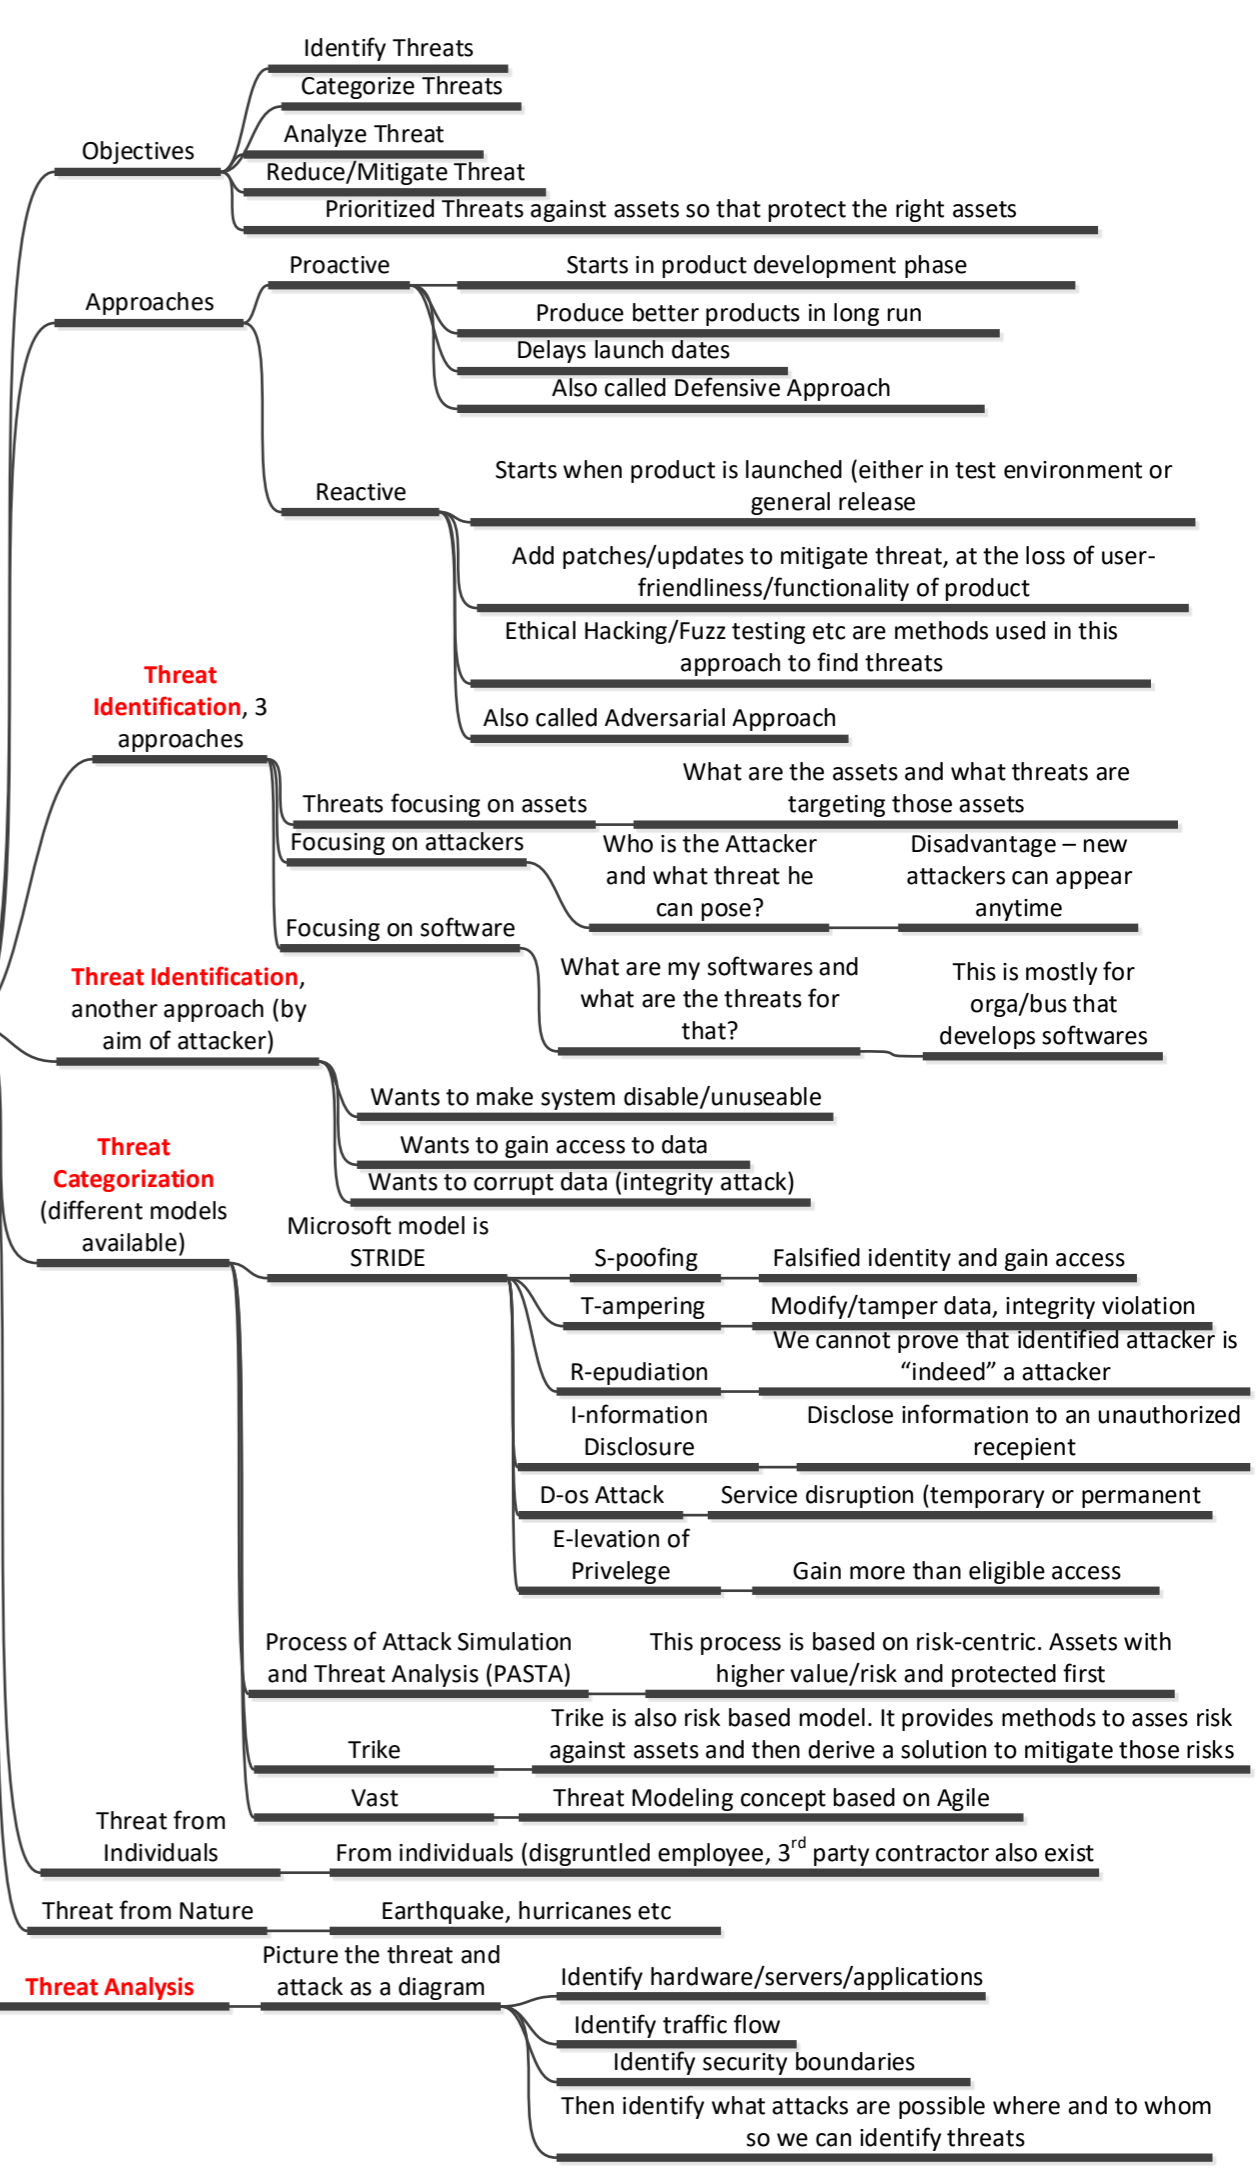 Identify Threats
Categorize Threats
Analyze Threat
Objectives
Reduce/Mitigate Threat
Prioritized Threats against assets so that protect the right assets
Proactive
Starts in product development phase
Approaches
Produce better products in long run
Delays launch dates
Also called Defensive Approach
Starts when product is launched (either in test environment or
general release
Reactive
Add patches/updates to mitigate threat, at the loss of user-
friendliness/functionality of product
Ethical Hacking/Fuzz testing etc are methods used in this
approach to find threats
Also called Adversarial Approach
Threat
Identification, 3
approaches
Threats focusing on assets
What are the assets and what threats are
targeting those assets
Focusing on attackers
Who is the Attacker
and what threat he
can pose?
Disadvantage – new
attackers can appear
anytime
Focusing on software
What are my softwares and
what are the threats for
that?
This is mostly for
orga/bus that
develops softwares
Threat Identification,
another approach (by
aim of attacker)
Wants to make system disable/unuseable
Wants to gain access to data
Wants to corrupt data (integrity attack)
Threat
Categorization
(different models
available)
Microsoft model is
STRIDE
S-poofing
Falsified identity and gain access
T-ampering
Modify/tamper data, integrity violation
R-epudiation
We cannot prove that identified attacker is
“indeed” a attacker
I-nformation
Disclosure
Disclose information to an unauthorized
recepient
D-os Attack
Service disruption (temporary or permanent
E-levation of
Privelege
Gain more than eligible access
Process of Attack Simulation
and Threat Analysis (PASTA)
This process is based on risk-centric. Assets with
higher value/risk and protected first
Trike
Trike is also risk based model. It provides methods to asses risk
against assets and then derive a solution to mitigate those risks
Vast
Threat Modeling concept based on Agile
Threat from
Individuals
From individuals (disgruntled employee, 3rd party contractor also exist
Threat from Nature
Earthquake, hurricanes etc
Threat Analysis
Picture the threat and
attack as a diagram
Identify hardware/servers/applications
Identify traffic flow
Identify security boundaries
Then identify what attacks are possible where and to whom
so we can identify threats